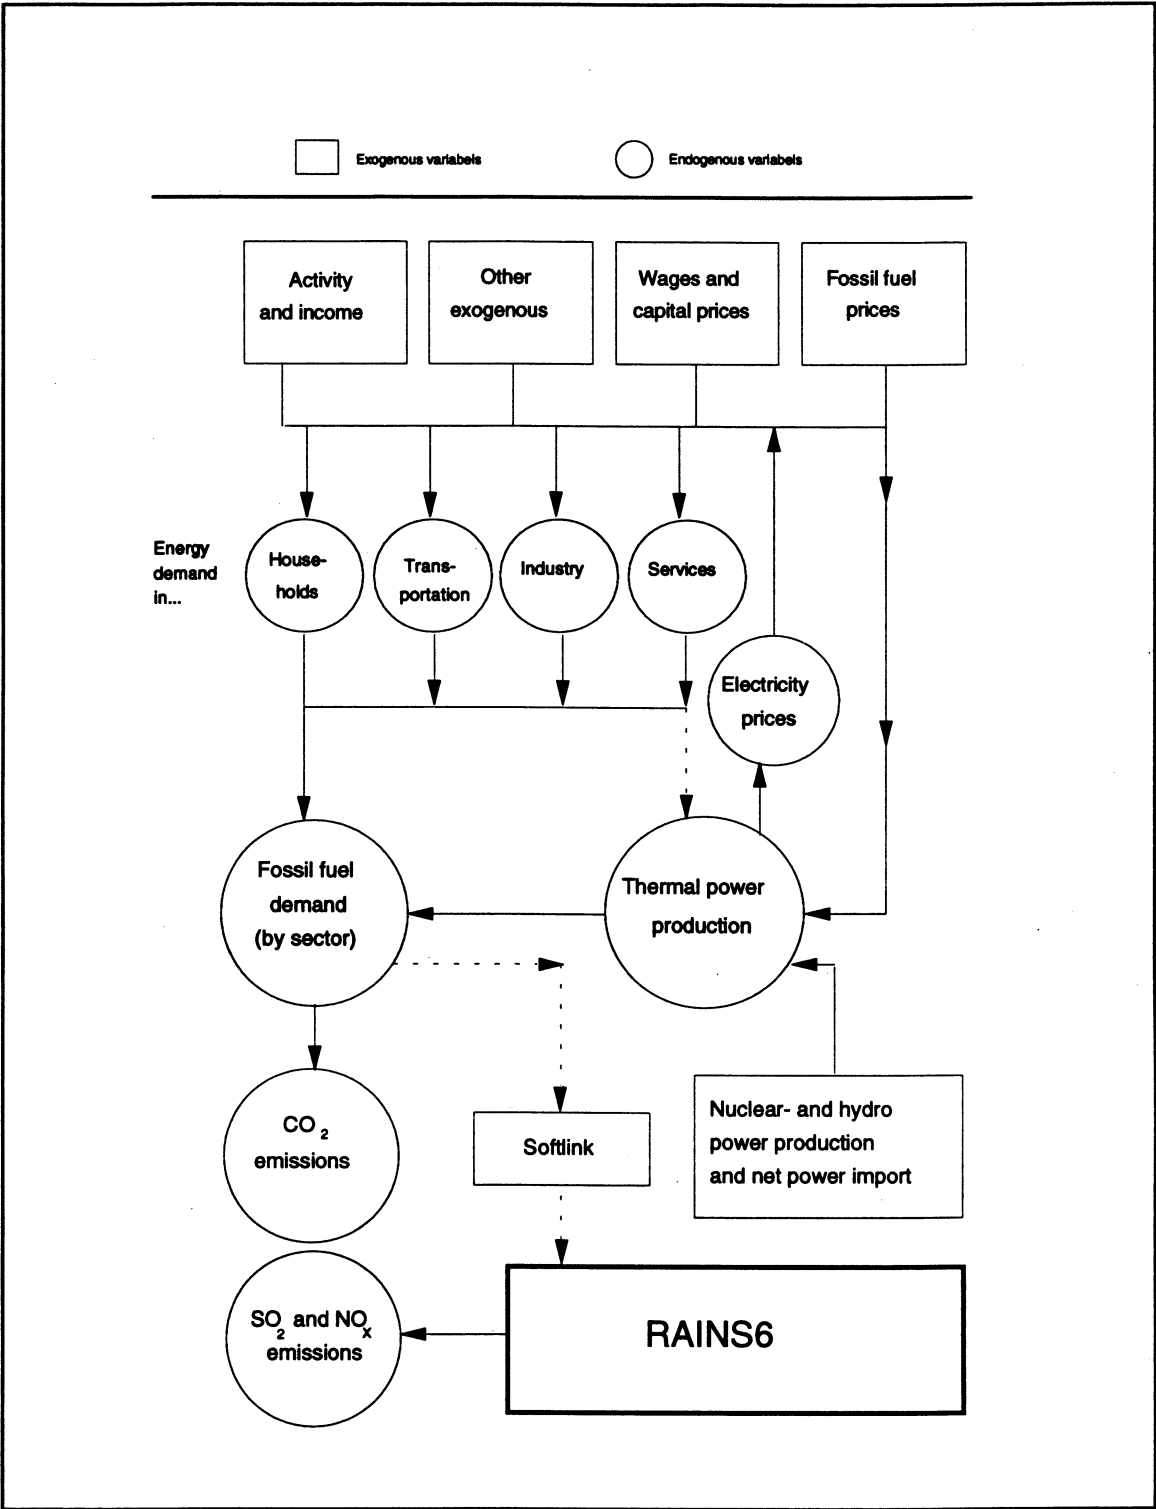 Exogenous variabels
Endogenous variabels
Activity
and income
Other
exogenous
Wages and
capital prices
Fossil fuel
prices
Energy
demand
in...
House-
holds
Trans-
portation
Industry
Services
Electricity
prices
Fossil fuel
demand
(by sector)
Thermal power
production
CO2
emissions
Softlink
Nuclear- and hydro
power production
and net power import
SO2 and NOx
emissions
RAINS6